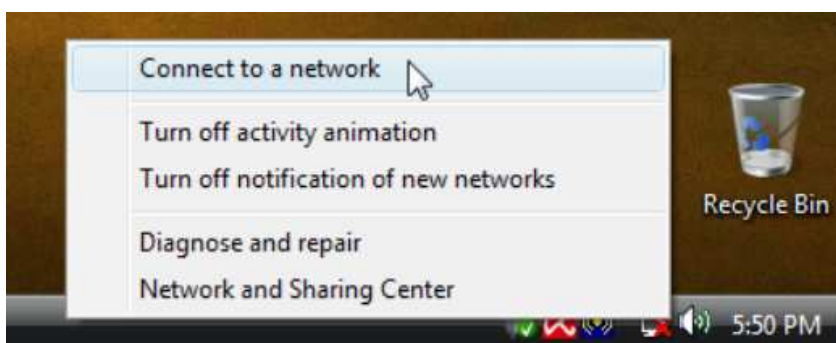 Connect to a network
Turn off activity animation
Turn off notification of new networks
Diagnose and repair
Network and Sharing Center
Recycle Bin
5:50 PM